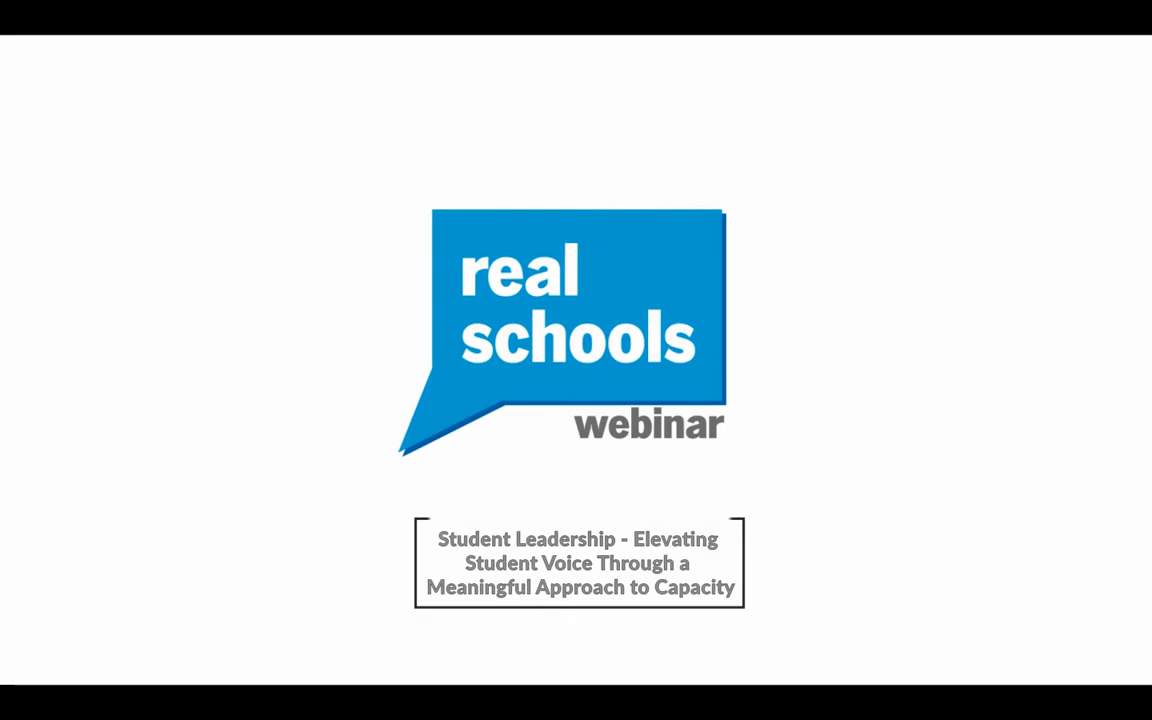 real
schools
webinar
Student Leadership - Elevating
Student Voice Through a
Meaningful Approach to Capacity